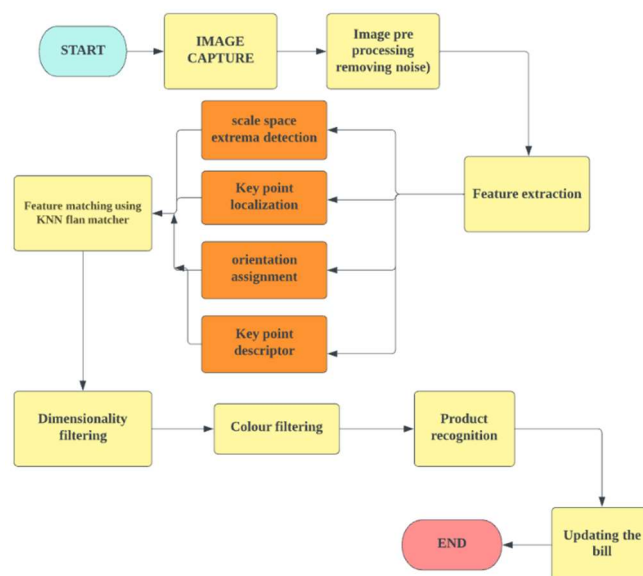 START
IMAGE
CAPTURE
Image pre
processing
removing noise)
Feature extraction
scale space
extrema detection
Key point
localization
orientation
assignment
Key point
descriptor
Feature matching using
KNN flan matcher
Dimensionality
filtering
Colour filtering
Product
recognition
Updating the
bill
END